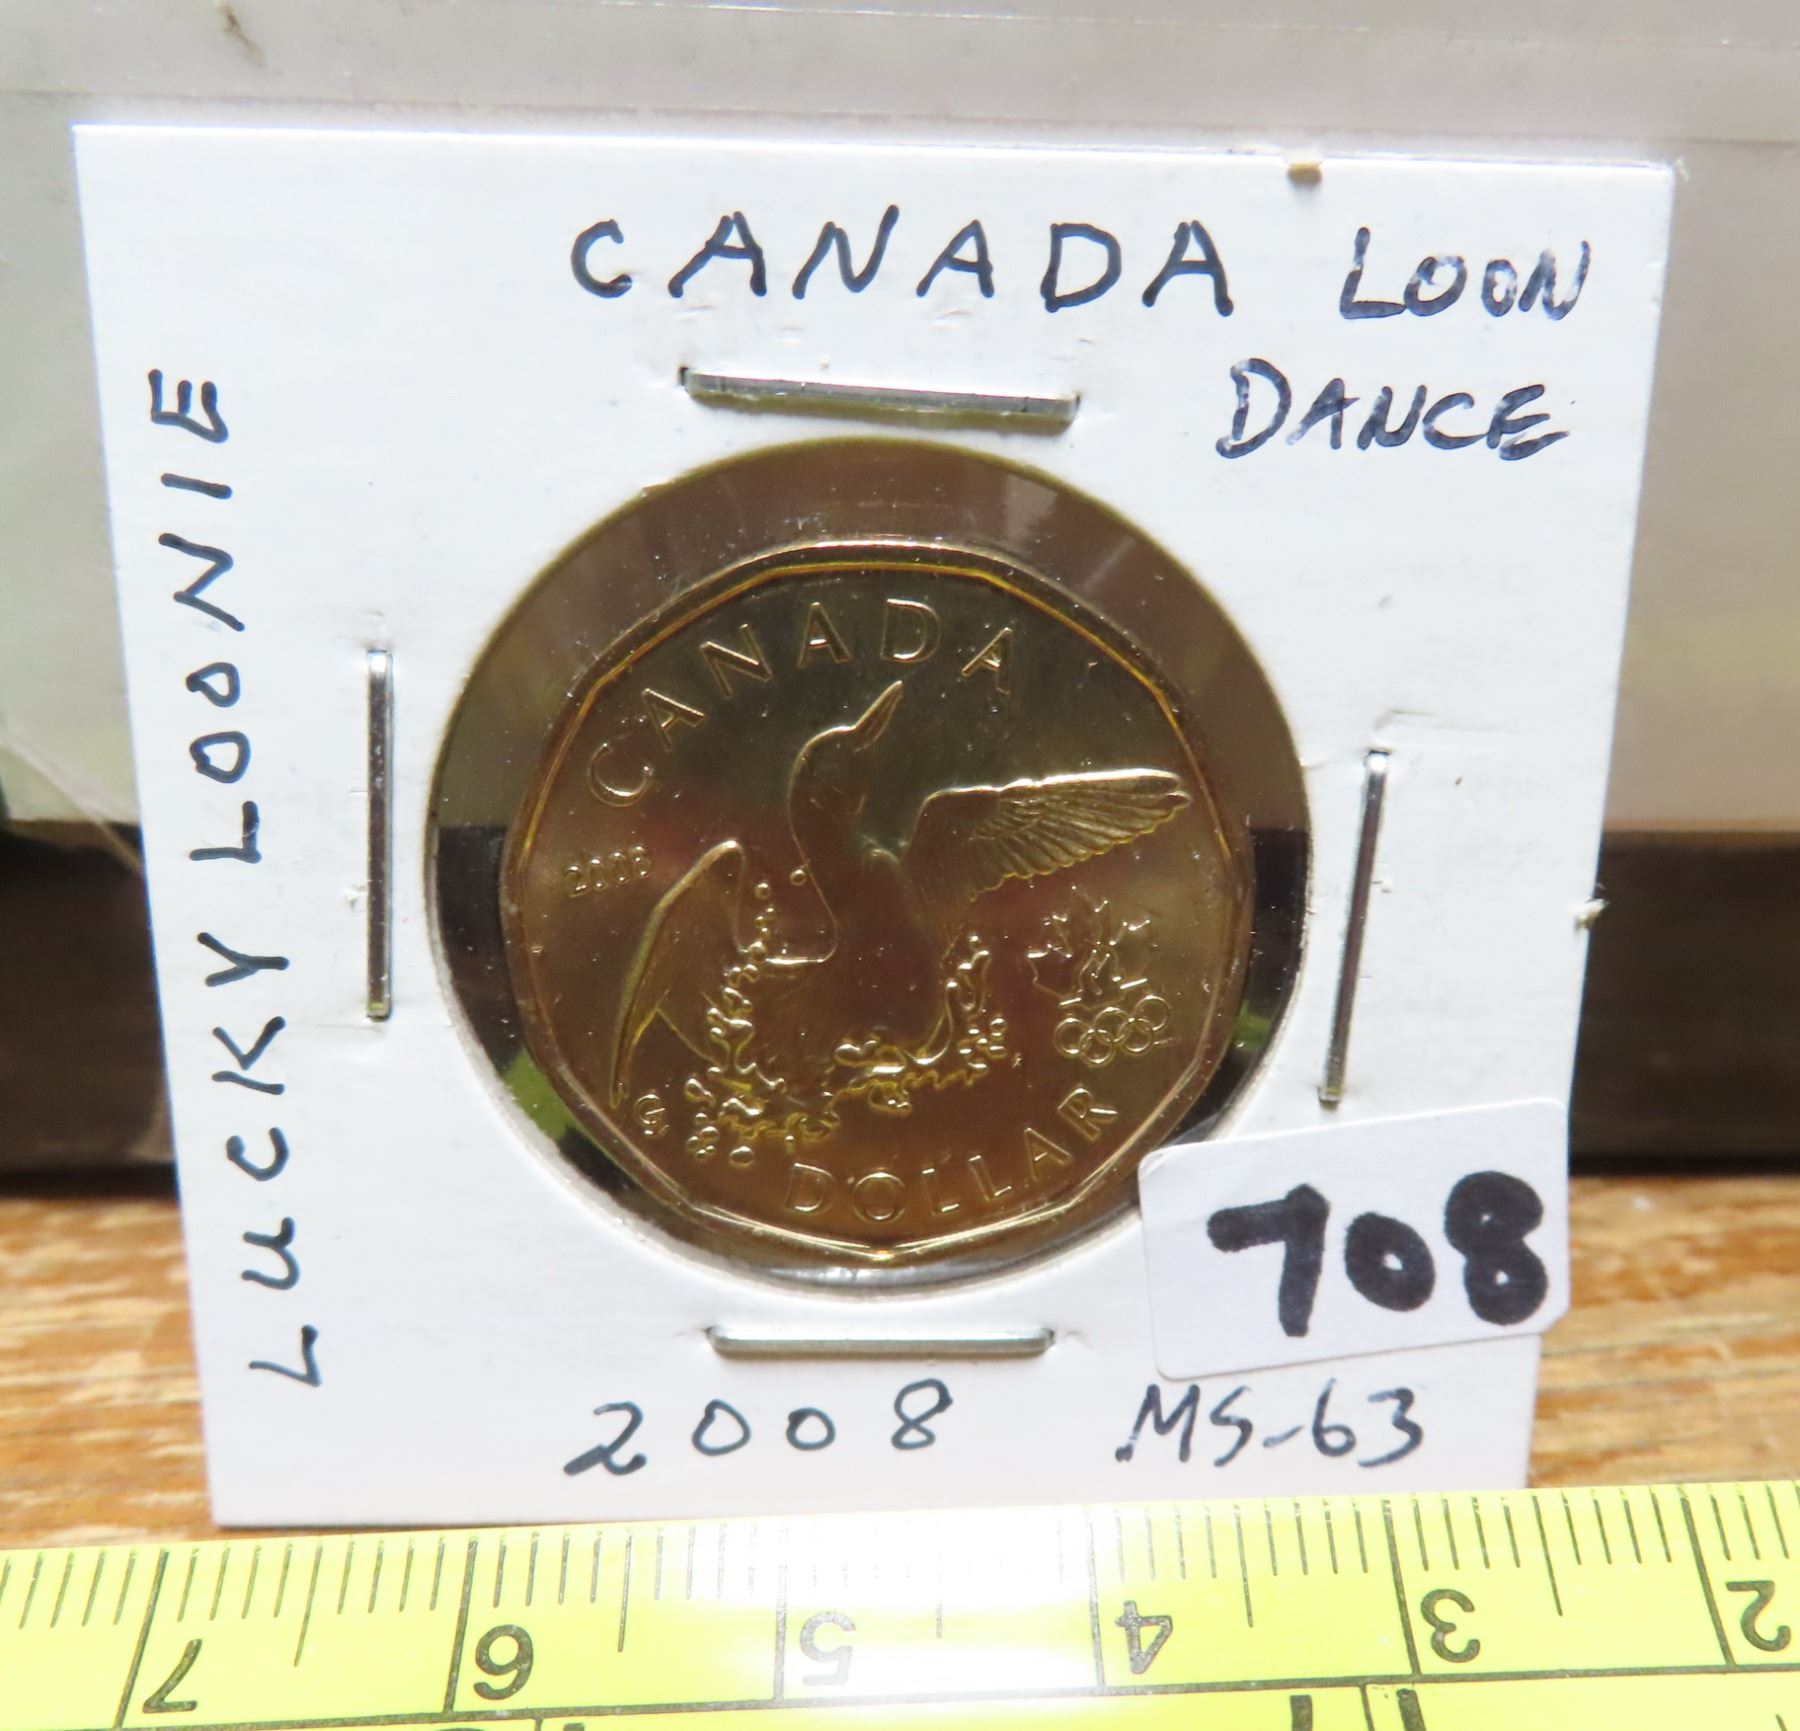 CANADA LOON
DANCE
LUCKY LOONIE
CANADA
2008
DOLLAR
708
2008 MS-63
7 6 5 4 3 2